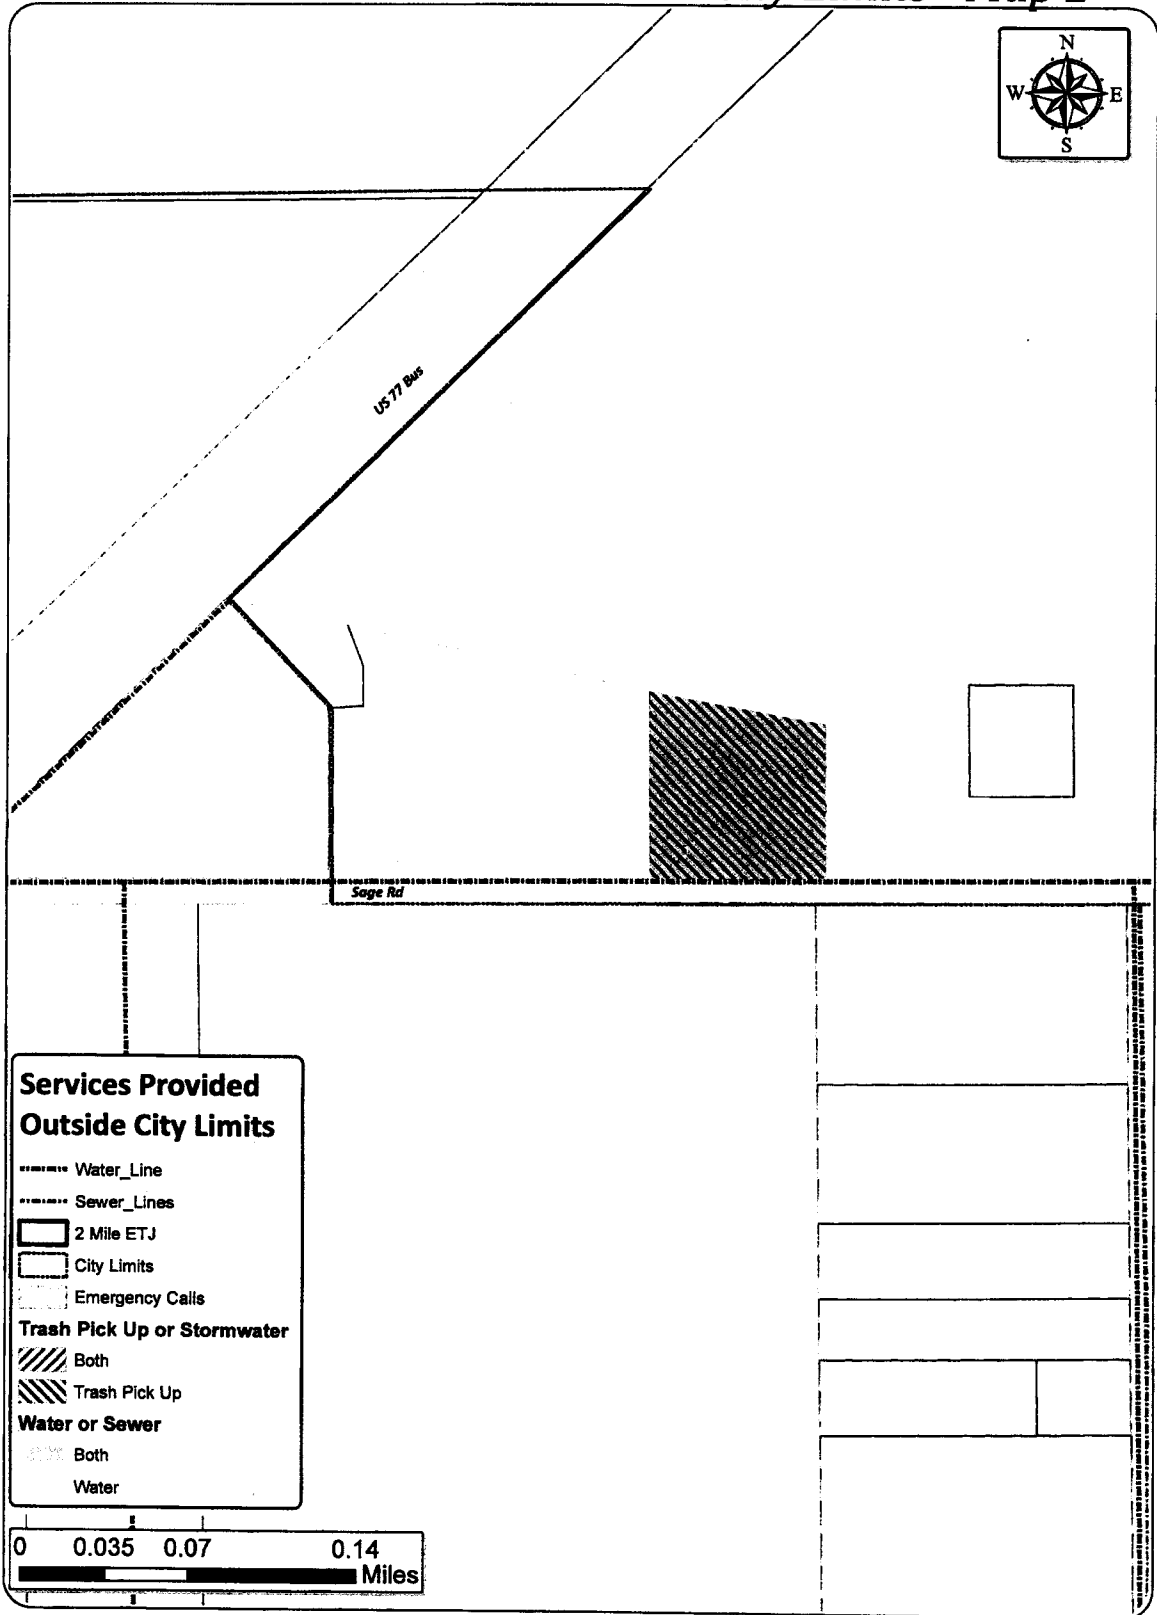 N
W E
S
US 77 Bus
Sage Rd
Services Provided
Outside City Limits
Water_Line
Sewer_Lines
2 Mile ETJ
City Limits
Emergency Calls
Trash Pick Up or Stormwater
Both
Trash Pick Up
Water or Sewer
Both
Water
0 0.035 0.07 0.14
Miles